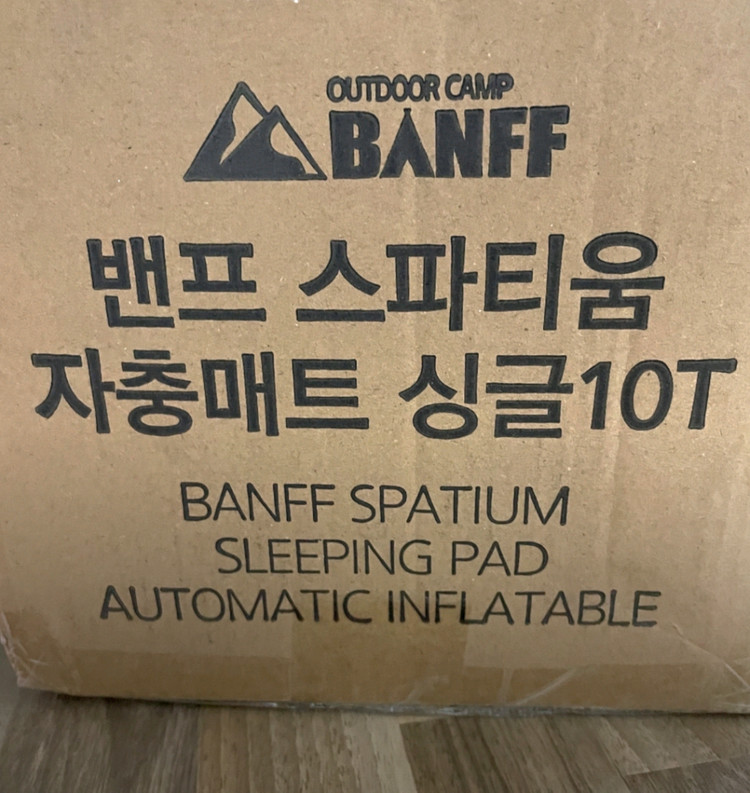 OUTDOOR CAMP
BANFF
밴프 스파티움
자충매트 싱글10T
BANFF SPATIUM
SLEEPING PAD
AUTOMATIC INFLATABLE